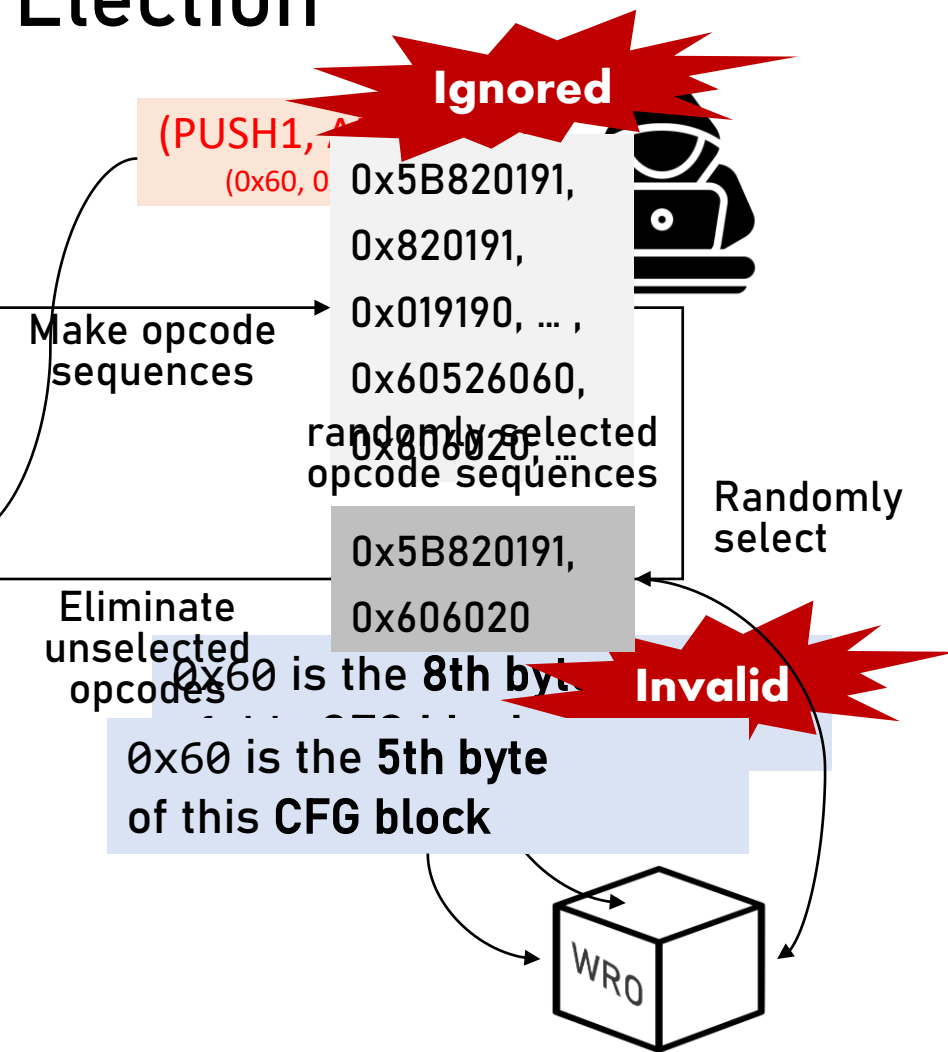 Election
Ignored
(PUSH1,
(0x60,
0x5B820191,
0x820191,
0x019190, … ,
0x60526060,
0x606020, …
Make opcode
sequences
randomly selected
opcode sequences
Randomly
select
0x5B820191,
0x606020
Eliminate
unselected
opcodes
0x60 is the 8th byte
Invalid
0x60 is the 5th byte
of this CFG block
WRO